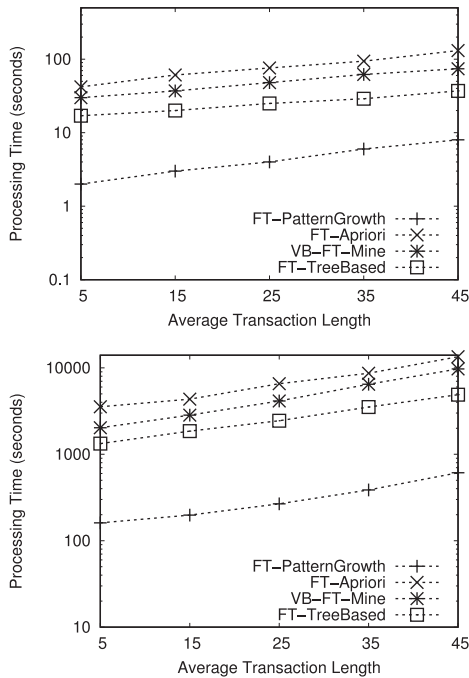 100
10
1
0.1
Processing Time (seconds)
FT−PatternGrowth
FT−Apriori
VB−FT−Mine
FT−TreeBased
5 15 25 35 45
Average Transaction Length
10000
1000
100
10
Processing Time (seconds)
FT−PatternGrowth
FT−Apriori
VB−FT−Mine
FT−TreeBased
5 15 25 35 45
Average Transaction Length